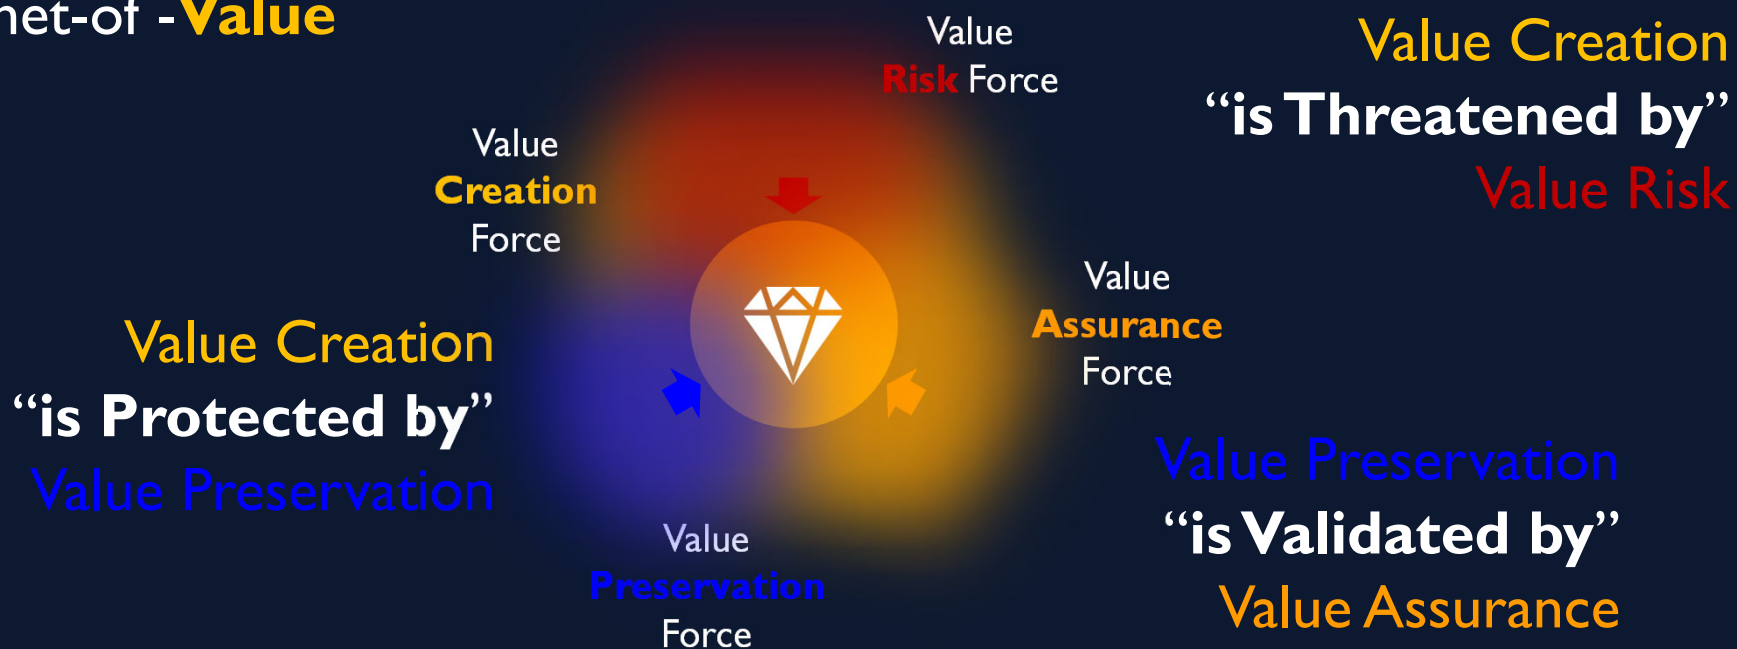 net-of -Value
Value
Risk Force
Value Creation
“is Threatened by”
Value Risk
Value
Creation
Force
Value
Assurance
Force
Value Creation
“is Protected by”
Value Preservation
Value
Preservation
Force
Value Preservation
“is Validated by”
Value Assurance